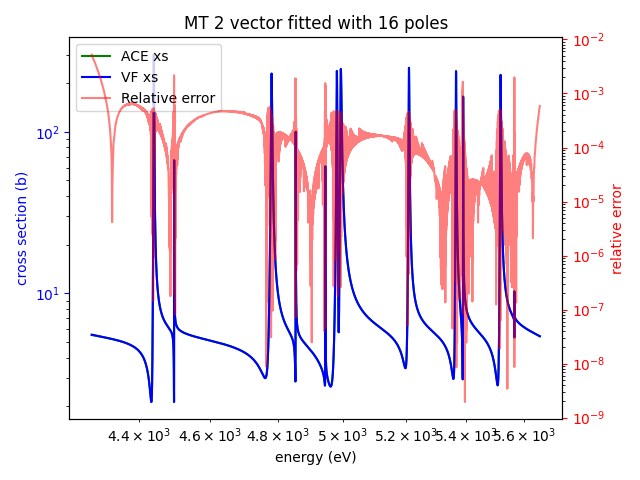 MT 2 vector fitted with 16 poles
ACE xs
VF xs
Relative error
cross section (b)
10²
10¹
10⁻²
10⁻³
10⁻⁴
10⁻⁵
10⁻⁶
10⁻⁷
10⁻⁸
10⁻⁹
relative error
4.4 × 10³ 4.6 × 10³ 4.8 × 10³ 5 × 10³ 5.2 × 10³ 5.4 × 10³ 5.6 × 10³
energy (eV)